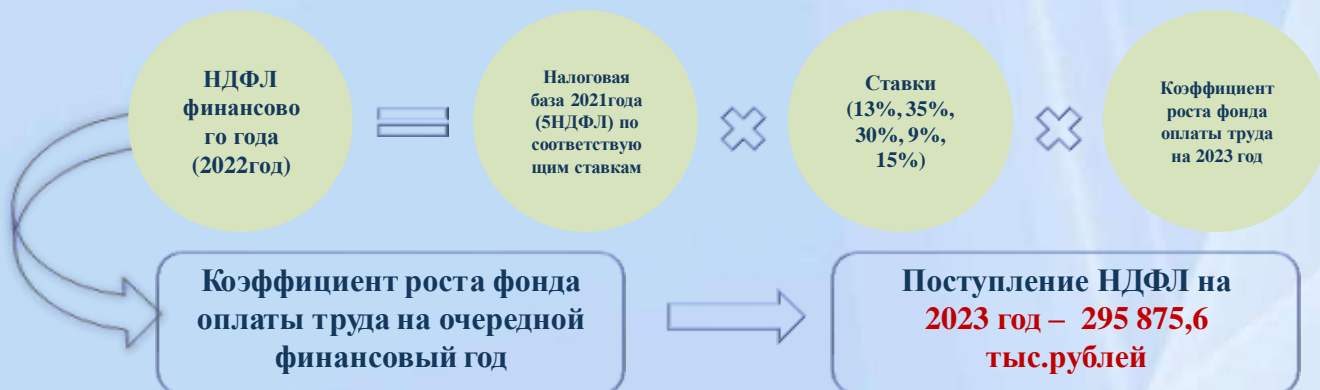 НДФЛ
финансово
го года
(2022год)
Налоговая
база 2021года
(5НДФЛ) по
соответствую
щим ставкам
Ставки
(13%, 35%,
30%, 9%,
15%)
Коэффициент
роста фонда
оплаты труда
на 2023 год
Коэффициент роста фонда
оплаты труда на очередной
финансовый год
Поступление НДФЛ на
2023 год – 295 875,6
тыс.рублей